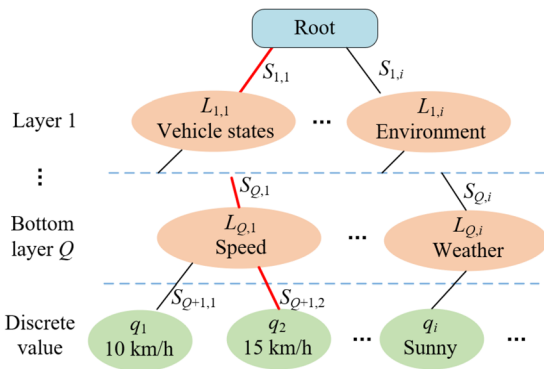 Root
S1,1
S1,i
Layer 1
L1,1
Vehicle states
...
L1,i
Environment
⋮
SQ,1
SQ,i
Bottom
layer Q
LQ,1
Speed
...
LQ,i
Weather
SQ+1,1
SQ+1,2
Discrete
value
q1
10 km/h
q2
15 km/h
...
qi
Sunny
...